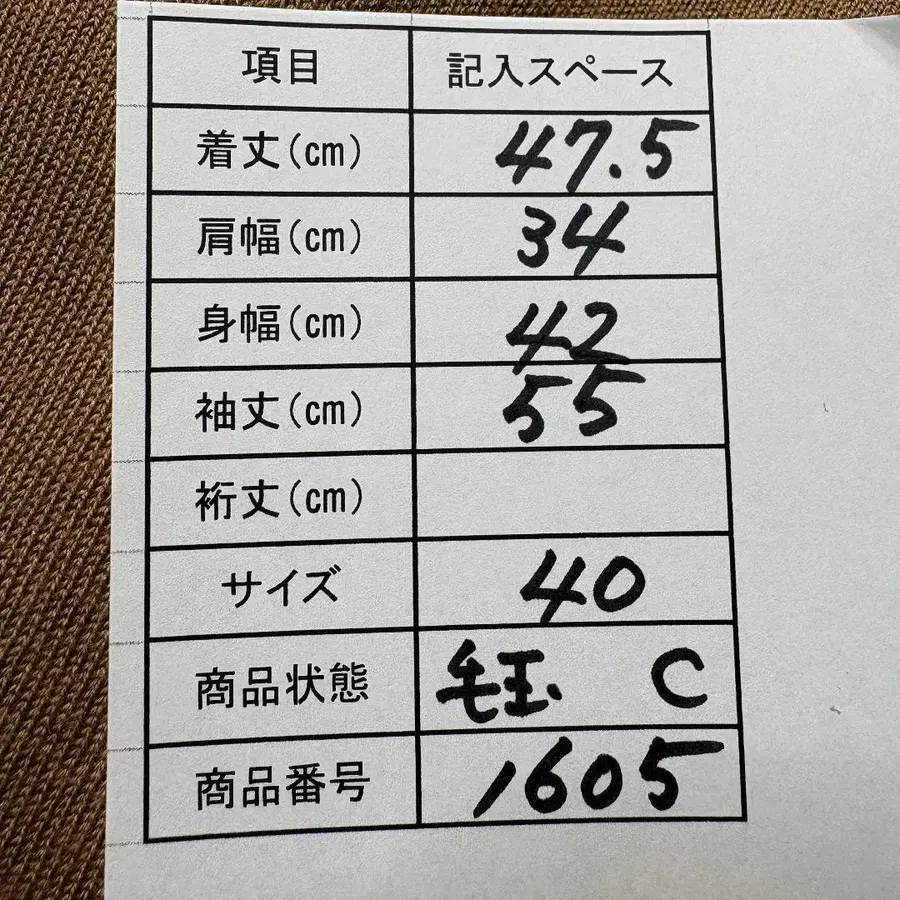 項目 記入スペース
着丈(cm) 47.5
肩幅(cm) 34
身幅(cm) 42
袖丈(cm) 55
裄丈(cm)
サイズ 40
商品状態 毛玉 C
商品番号 1605